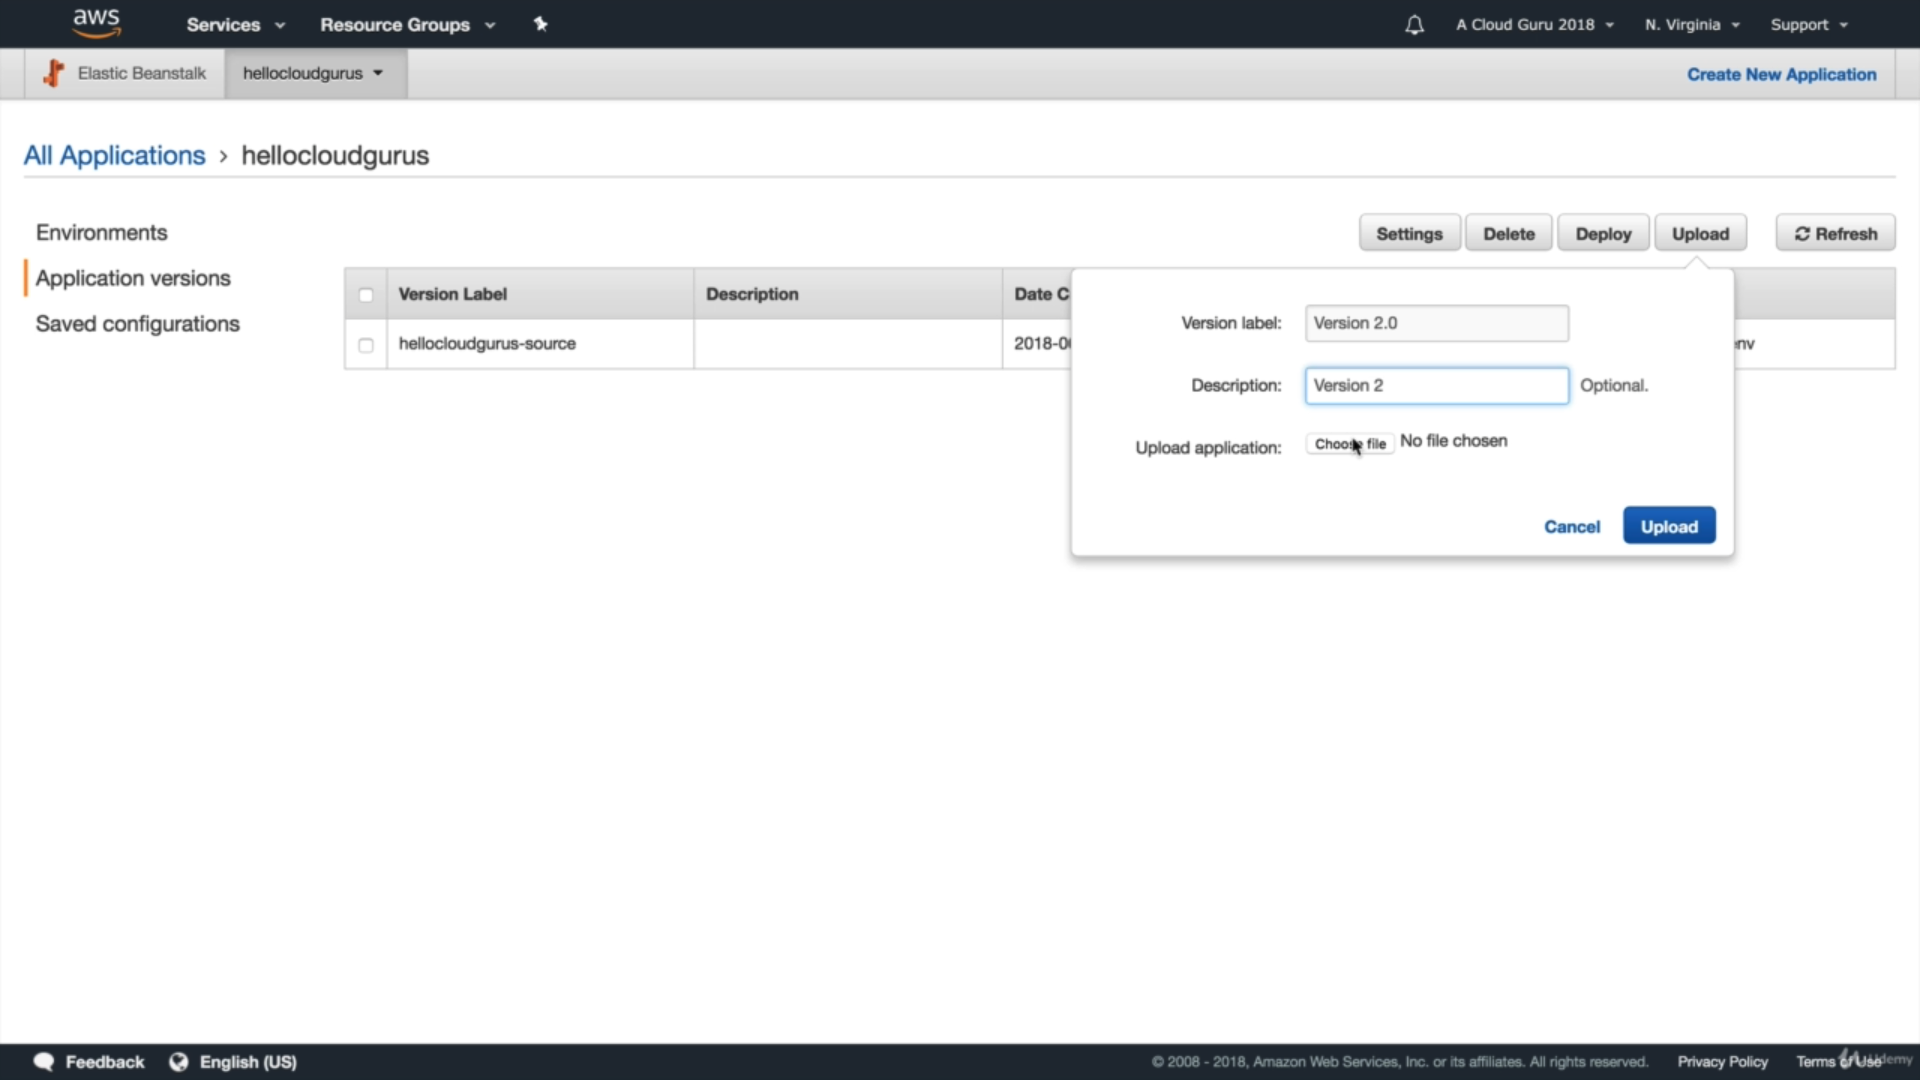 aws Services Resource Groups A Cloud Guru 2018 N. Virginia Support
Elastic Beanstalk hellocloudgurus Create New Application
All Applications › hellocloudgurus
Environments
Application versions
Saved configurations
Settings Delete Deploy Upload Refresh
Version Label Description Date C
hellocloudgurus-source 2018-0 nv
Version label: Version 2.0
Description: Version 2 Optional.
Upload application: Choose file No file chosen
Cancel Upload
Feedback English (US) © 2008 - 2018, Amazon Web Services, Inc. or its affiliates. All rights reserved. Privacy Policy Terms of Use